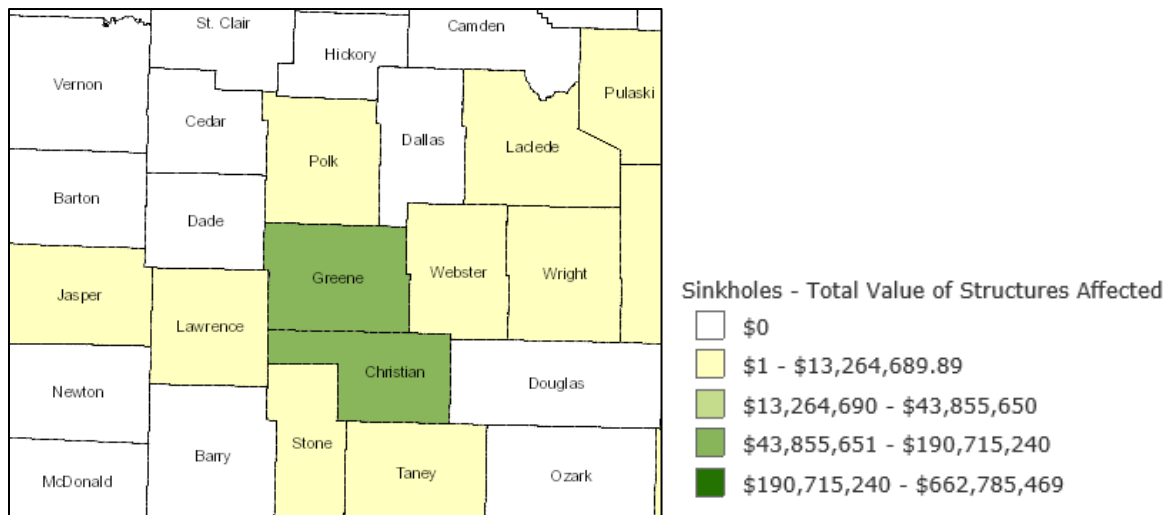 St. Clair
Camden
Hickory
Vernon
Pulaski
Cedar
Dallas
Laclede
Polk
Barton
Dade
Greene
Webster
Wright
Jasper
Lawrence
Christian
Douglas
Newton
Stone
Barry
Taney
Ozark
McDonald
Sinkholes - Total Value of Structures Affected
$0
$1 - $13,264,689.89
$13,264,690 - $43,855,650
$43,855,651 - $190,715,240
$190,715,240 - $662,785,469